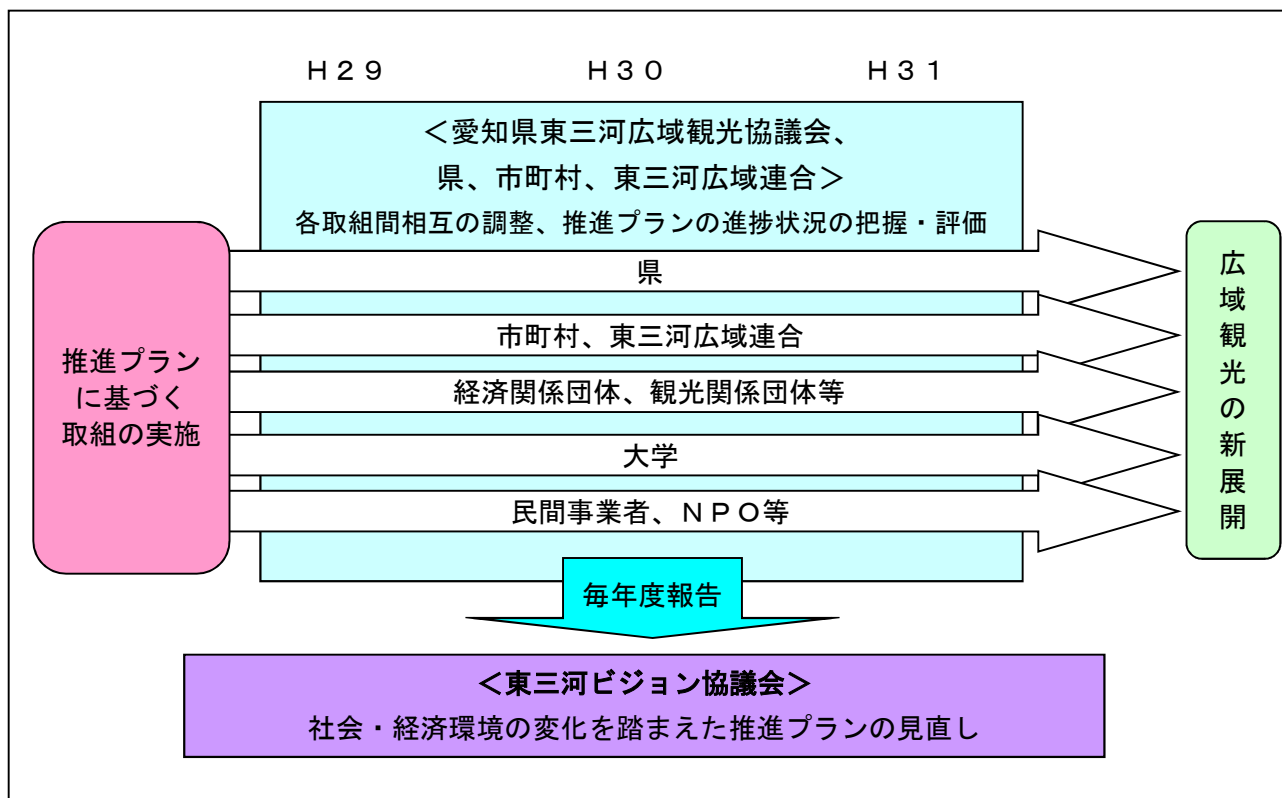 H29 H30 H31
＜愛知県東三河広域観光協議会、
県、市町村、東三河広域連合＞
各取組間相互の調整、推進プランの進捗状況の把握・評価
推進プラン
に基づく
取組の実施
県
市町村、東三河広域連合
経済関係団体、観光関係団体等
大学
民間事業者、ＮＰＯ等
広域観光の新展開
毎年度報告
＜東三河ビジョン協議会＞
社会・経済環境の変化を踏まえた推進プランの見直し